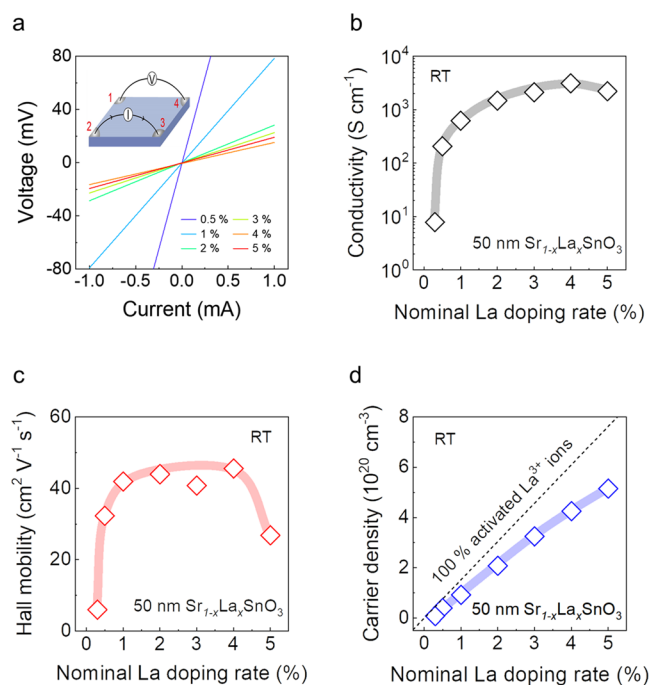 a
Voltage (mV)
80
40
0
-40
-80
V
I
1
2
3
4
0.5 %
1 %
2 %
3 %
4 %
5 %
-1.0 -0.5 0.0 0.5 1.0
Current (mA)
b
Conductivity (S cm⁻¹)
10⁴
10³
10²
10¹
10⁰
RT
50 nm Sr₁₋ₓLaₓSnO₃
0 1 2 3 4 5
Nominal La doping rate (%)
c
Hall mobility (cm² V⁻¹ s⁻¹)
60
40
20
0
RT
50 nm Sr₁₋ₓLaₓSnO₃
0 1 2 3 4 5
Nominal La doping rate (%)
d
Carrier density (10²⁰ cm⁻³)
8
6
4
2
0
RT
100 % activated La³⁺ ions
50 nm Sr₁₋ₓLaₓSnO₃
0 1 2 3 4 5
Nominal La doping rate (%)